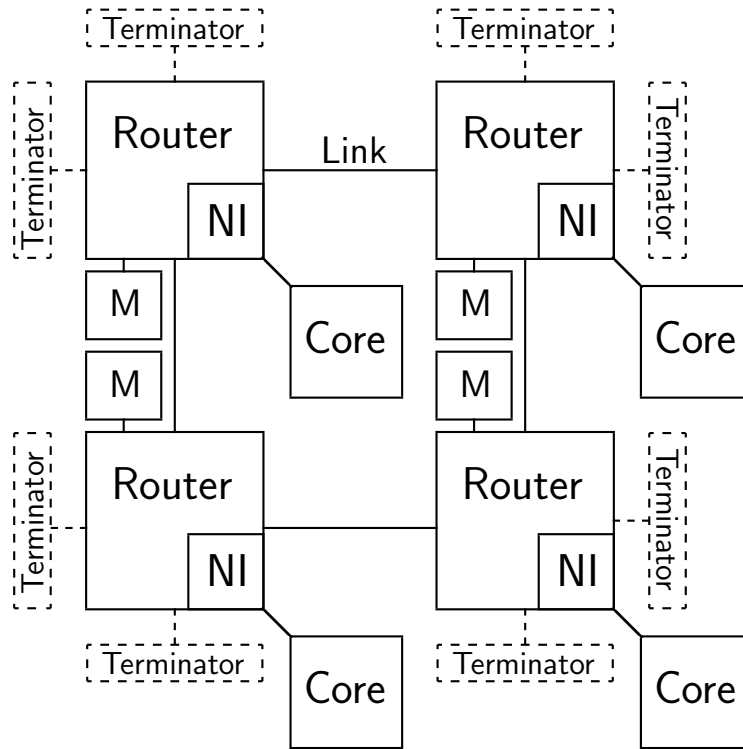 Terminator
Terminator
Terminator
Router
Link
Router
Terminator
NI
NI
M
Core
M
Core
M
M
Terminator
Router
Router
Terminator
NI
NI
Terminator
Terminator
Core
Core